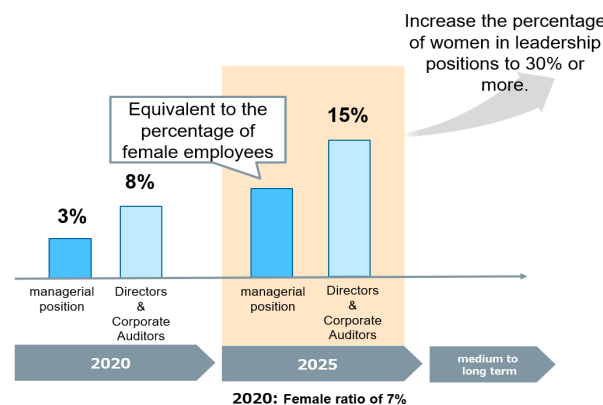 Increase the percentage
of women in leadership
positions to 30% or
more.
Equivalent to the
percentage of
female employees
15%
8%
3%
managerial
position
Directors
&
Corporate
Auditors
managerial
position
Directors
&
Corporate
Auditors
2020
2025
medium to
long term
2020: Female ratio of 7%